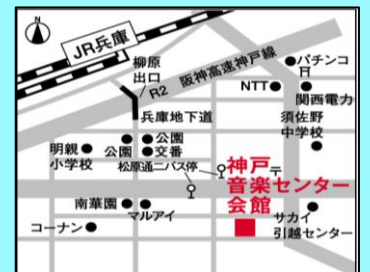 JR兵庫
柳原
出口
R2
阪神高速神戸線
パチンコ
NTT
関西電力
須佐野
中学校
兵庫地下道
明親
小学校
公園
公園
交番
松原通二バス停
神戸
音楽センター
会館
南華園
マルアイ
コーナン
サカイ
引越センター